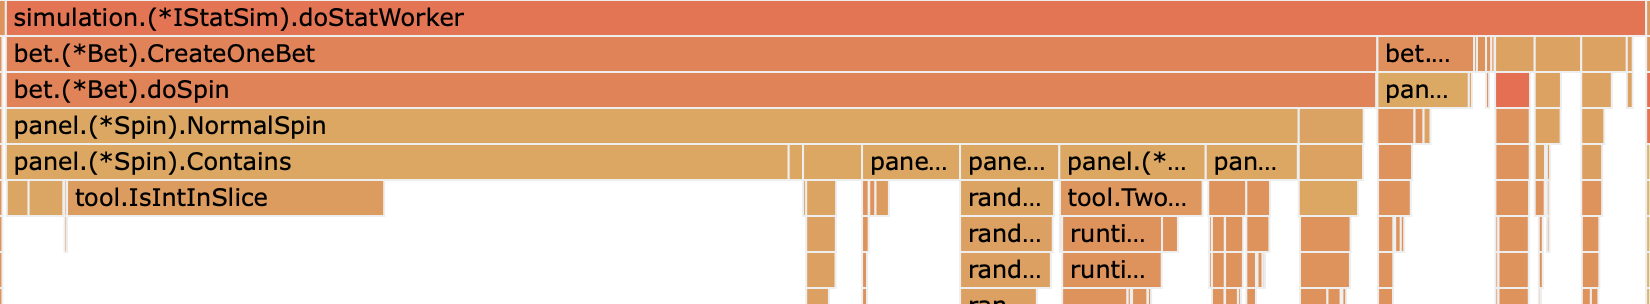 simulation.(*IStatSim).doStatWorker
bet.(*Bet).CreateOneBet bet....
bet.(*Bet).doSpin pan...
panel.(*Spin).NormalSpin
panel.(*Spin).Contains pane... pane... panel.(*... pan...
tool.IsIntInSlice rand... tool.Two...
rand... runti...
rand... runti...
ran...